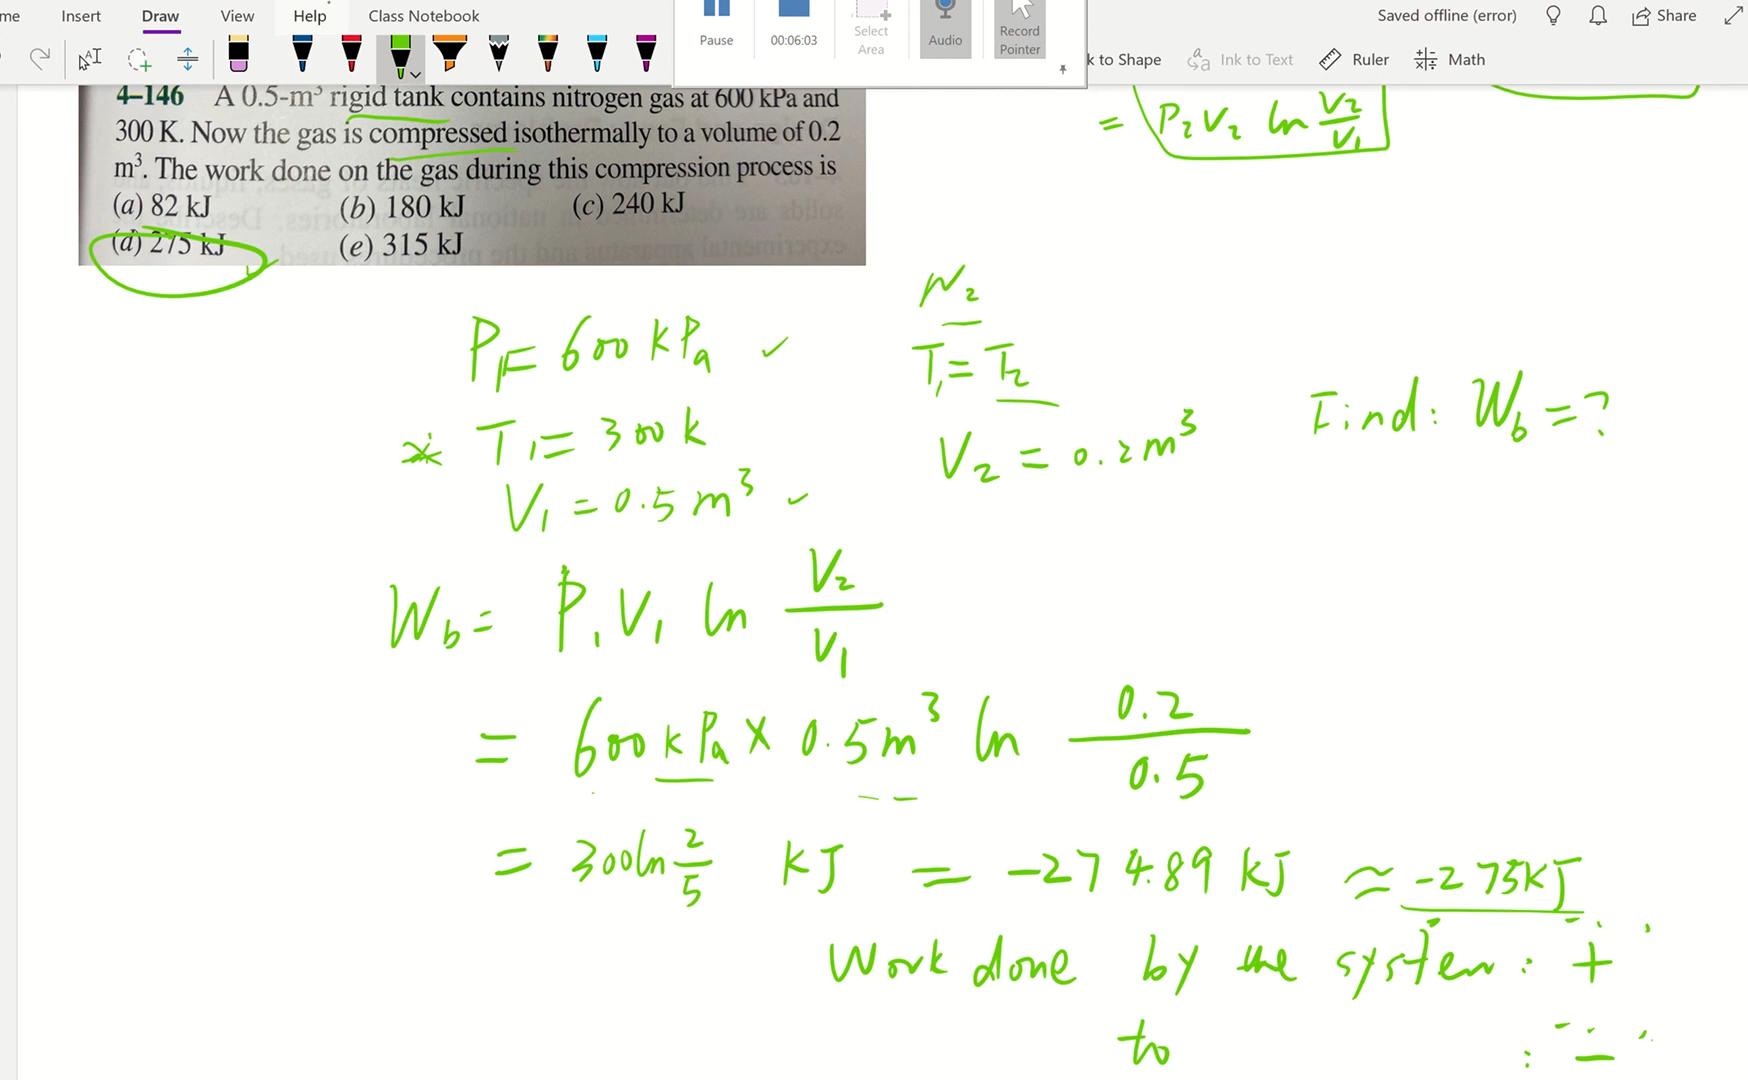 me Insert Draw View Help Class Notebook
Pause 00:06:03 Select Area Audio Record Pointer
Saved offline (error) Share
k to Shape Ink to Text Ruler Math
4–146 A 0.5-m³ rigid tank contains nitrogen gas at 600 kPa and
300 K. Now the gas is compressed isothermally to a volume of 0.2
m³. The work done on the gas during this compression process is
(a) 82 kJ (b) 180 kJ (c) 240 kJ
(d) 275 kJ (e) 315 kJ
= P₂ V₂ ln V₂/V₁
N₂
P₁ = 600 kPa
T₁ = T₂
T₁ = 300 k
V₂ = 0.2 m³
Find: W_b = ?
V₁ = 0.5 m³
W_b = P₁ V₁ ln V₂/V₁
= 600 kPa × 0.5 m³ ln 0.2/0.5
= 300 ln 2/5 KJ = -274.89 kJ ≈ -275KJ
Work done by the system: +
to : -